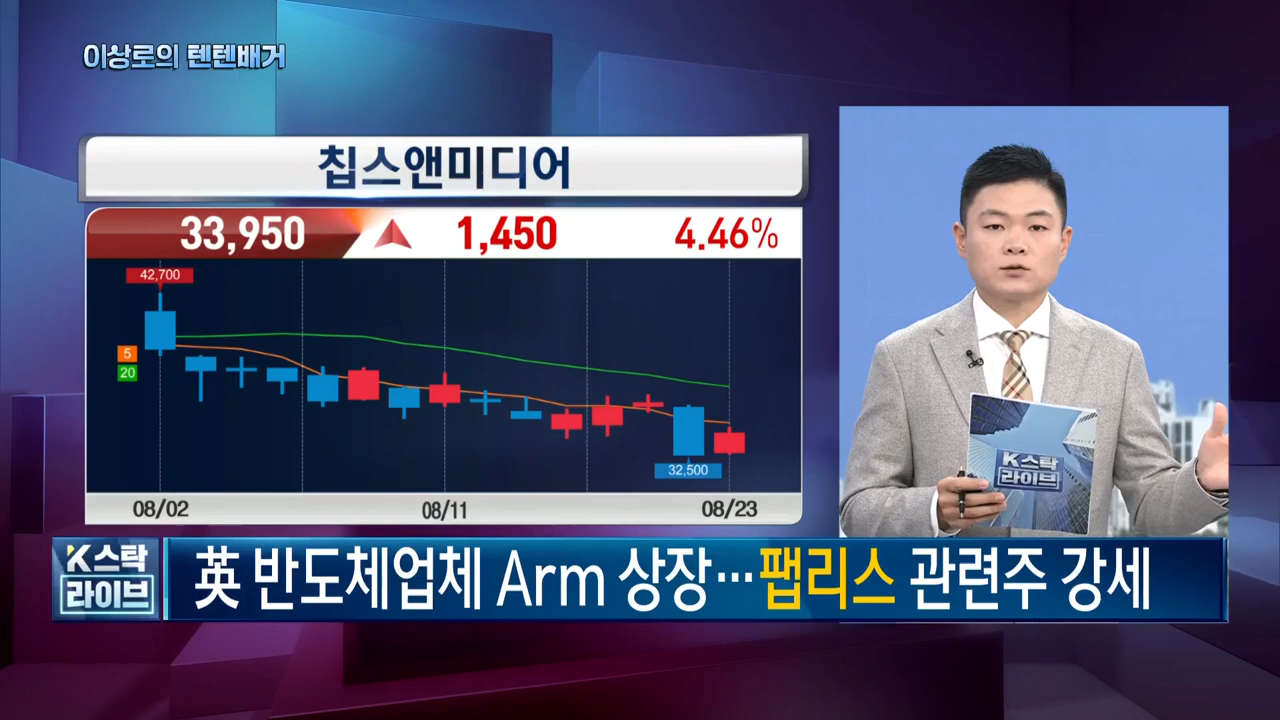 이상로의 텐텐배거
칩스앤미디어
33,950 ▲ 1,450 4.46%
42,700
5
20
32,500
08/02 08/11 08/23
K스탁
라이브
K스탁
라이브
英 반도체업체 Arm 상장…팹리스 관련주 강세